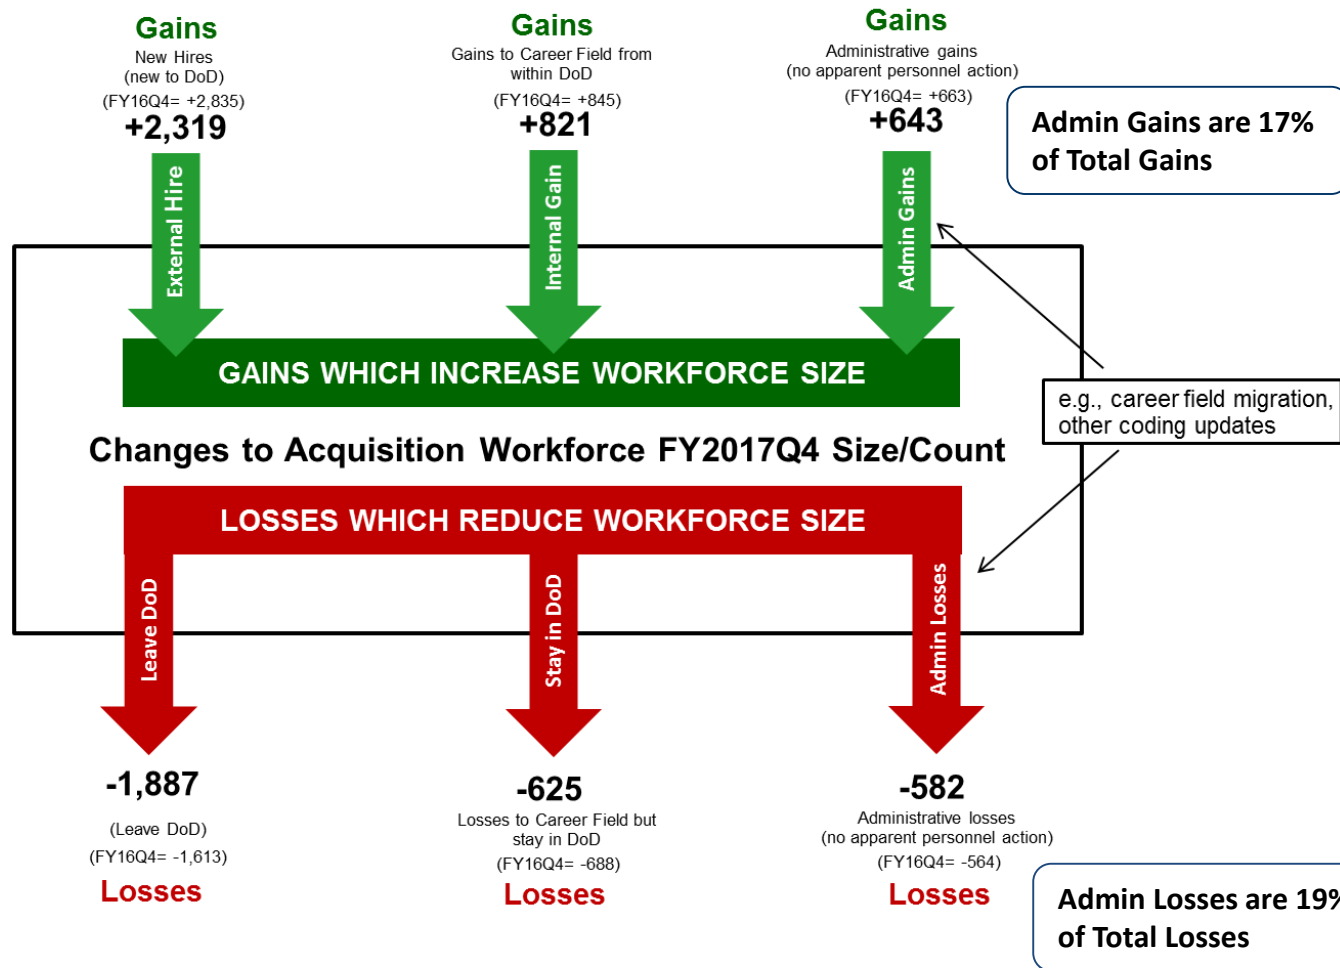 Gains
New Hires
(new to DoD)
(FY16Q4= +2,835)
+2,319
Gains
Gains to Career Field from
within DoD
(FY16Q4= +845)
+821
Gains
Administrative gains
(no apparent personnel action)
(FY16Q4= +663)
+643
Admin Gains are 17%
of Total Gains
External Hire
Internal Gain
Admin Gains
GAINS WHICH INCREASE WORKFORCE SIZE
e.g., career field migration,
other coding updates
Changes to Acquisition Workforce FY2017Q4 Size/Count
LOSSES WHICH REDUCE WORKFORCE SIZE
Leave DoD
Stay in DoD
Admin Losses
-1,887
(Leave DoD)
(FY16Q4= -1,613)
Losses
-625
Losses to Career Field but
stay in DoD
(FY16Q4= -688)
Losses
-582
Administrative losses
(no apparent personnel action)
(FY16Q4= -564)
Losses
Admin Losses are 19%
of Total Losses